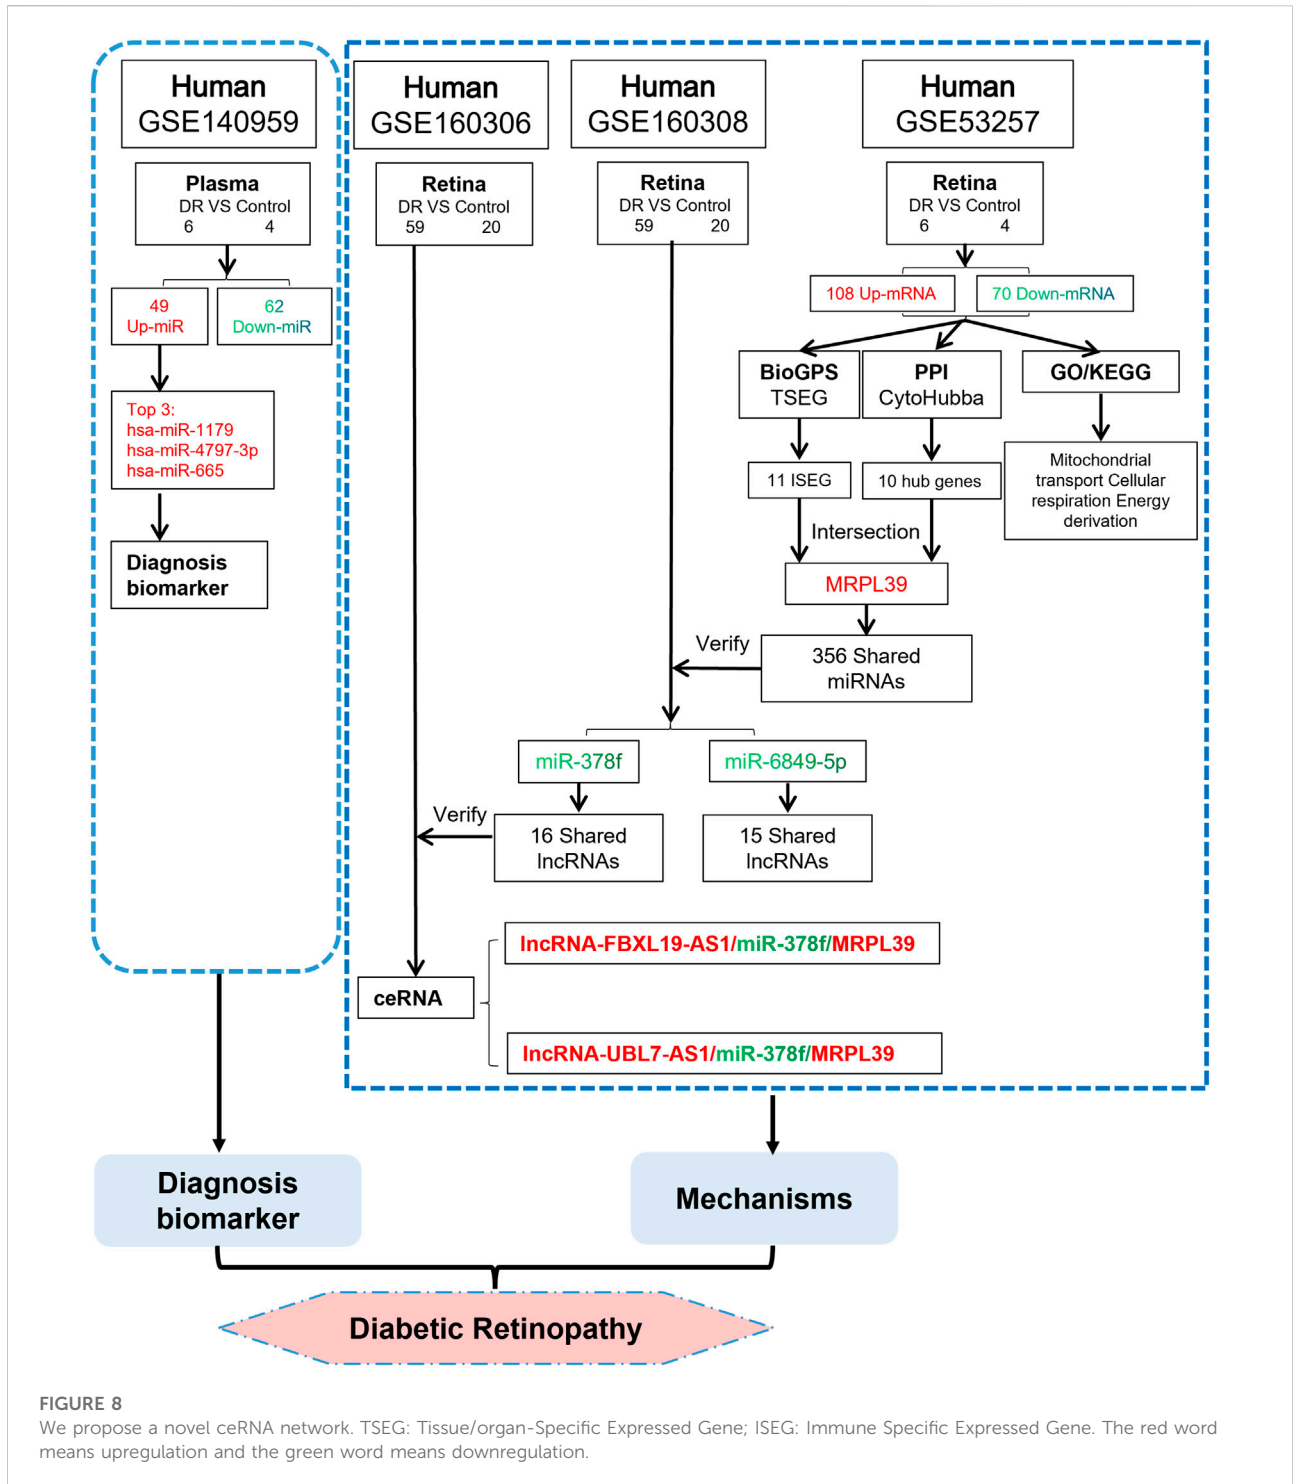 Human
GSE140959
Plasma
DR VS Control
6 4
49
Up-miR
62
Down-miR
Top 3:
hsa-miR-1179
hsa-miR-4797-3p
hsa-miR-665
Diagnosis
biomarker
Human
GSE160306
Retina
DR VS Control
59 20
Human
GSE160308
Retina
DR VS Control
59 20
Human
GSE53257
Retina
DR VS Control
6 4
108 Up-mRNA
70 Down-mRNA
BioGPS
TSEG
PPI
CytoHubba
GO/KEGG
11 ISEG
10 hub genes
Mitochondrial
transport Cellular
respiration Energy
derivation
Intersection
MRPL39
Verify
356 Shared
miRNAs
miR-378f
miR-6849-5p
Verify
16 Shared
lncRNAs
15 Shared
lncRNAs
lncRNA-FBXL19-AS1/miR-378f/MRPL39
ceRNA
lncRNA-UBL7-AS1/miR-378f/MRPL39
Diagnosis
biomarker
Mechanisms
Diabetic Retinopathy
FIGURE 8
We propose a novel ceRNA network. TSEG: Tissue/organ-Specific Expressed Gene; ISEG: Immune Specific Expressed Gene. The red word
means upregulation and the green word means downregulation.